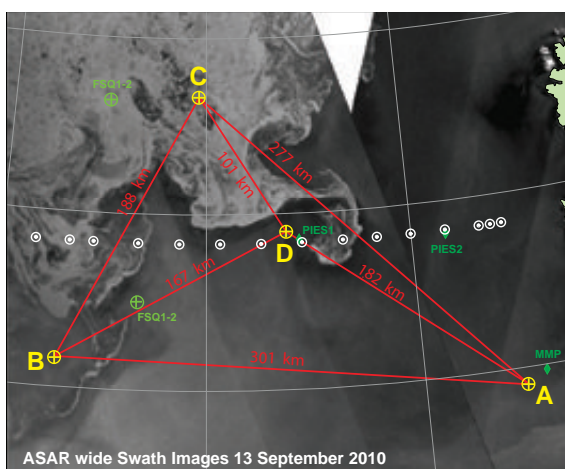 C
FSQ1-2
277 km
101 km
188 km
PIES1
PIES2
D
161 km
182 km
FSQ1-2
B
301 km
MMP
A
ASAR wide Swath Images 13 September 2010